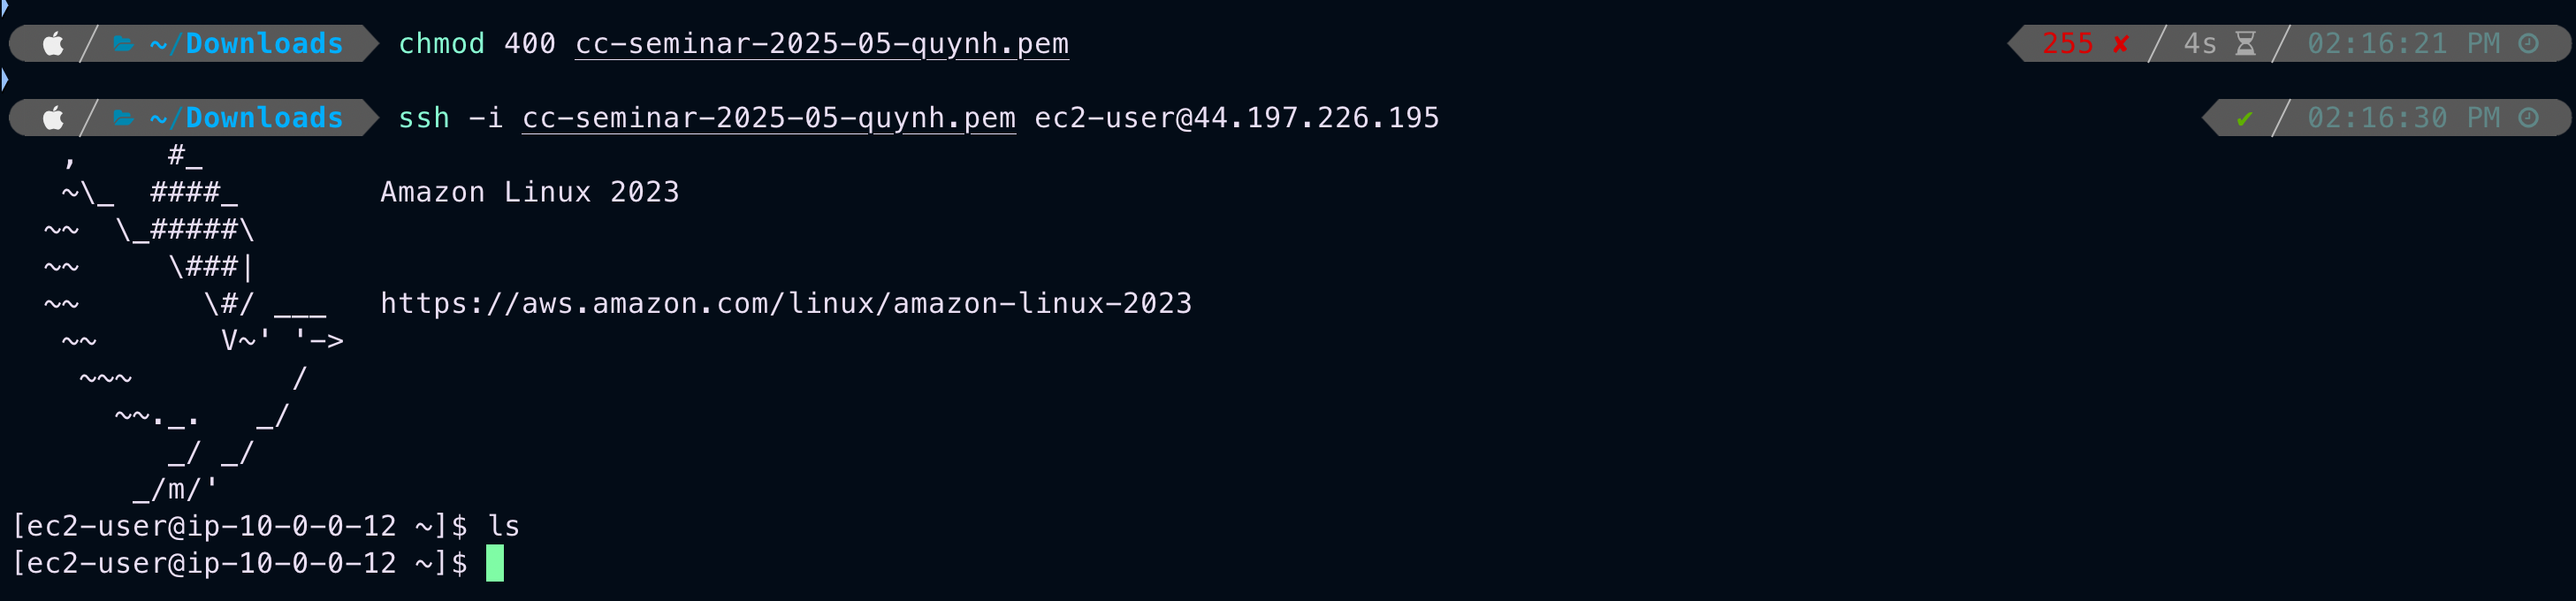 ~/Downloads chmod 400 cc-seminar-2025-05-quynh.pem 255 ✘ 4s 02:16:21 PM
~/Downloads ssh -i cc-seminar-2025-05-quynh.pem ec2-user@44.197.226.195 ✔ 02:16:30 PM
   ,     #_
   ~\_  ####_        Amazon Linux 2023
  ~~  \_#####\
  ~~     \###|
  ~~       \#/ ___   https://aws.amazon.com/linux/amazon-linux-2023
   ~~       V~' '->
    ~~~         /
      ~~._.   _/
         _/ _/
       _/m/'
[ec2-user@ip-10-0-0-12 ~]$ ls
[ec2-user@ip-10-0-0-12 ~]$